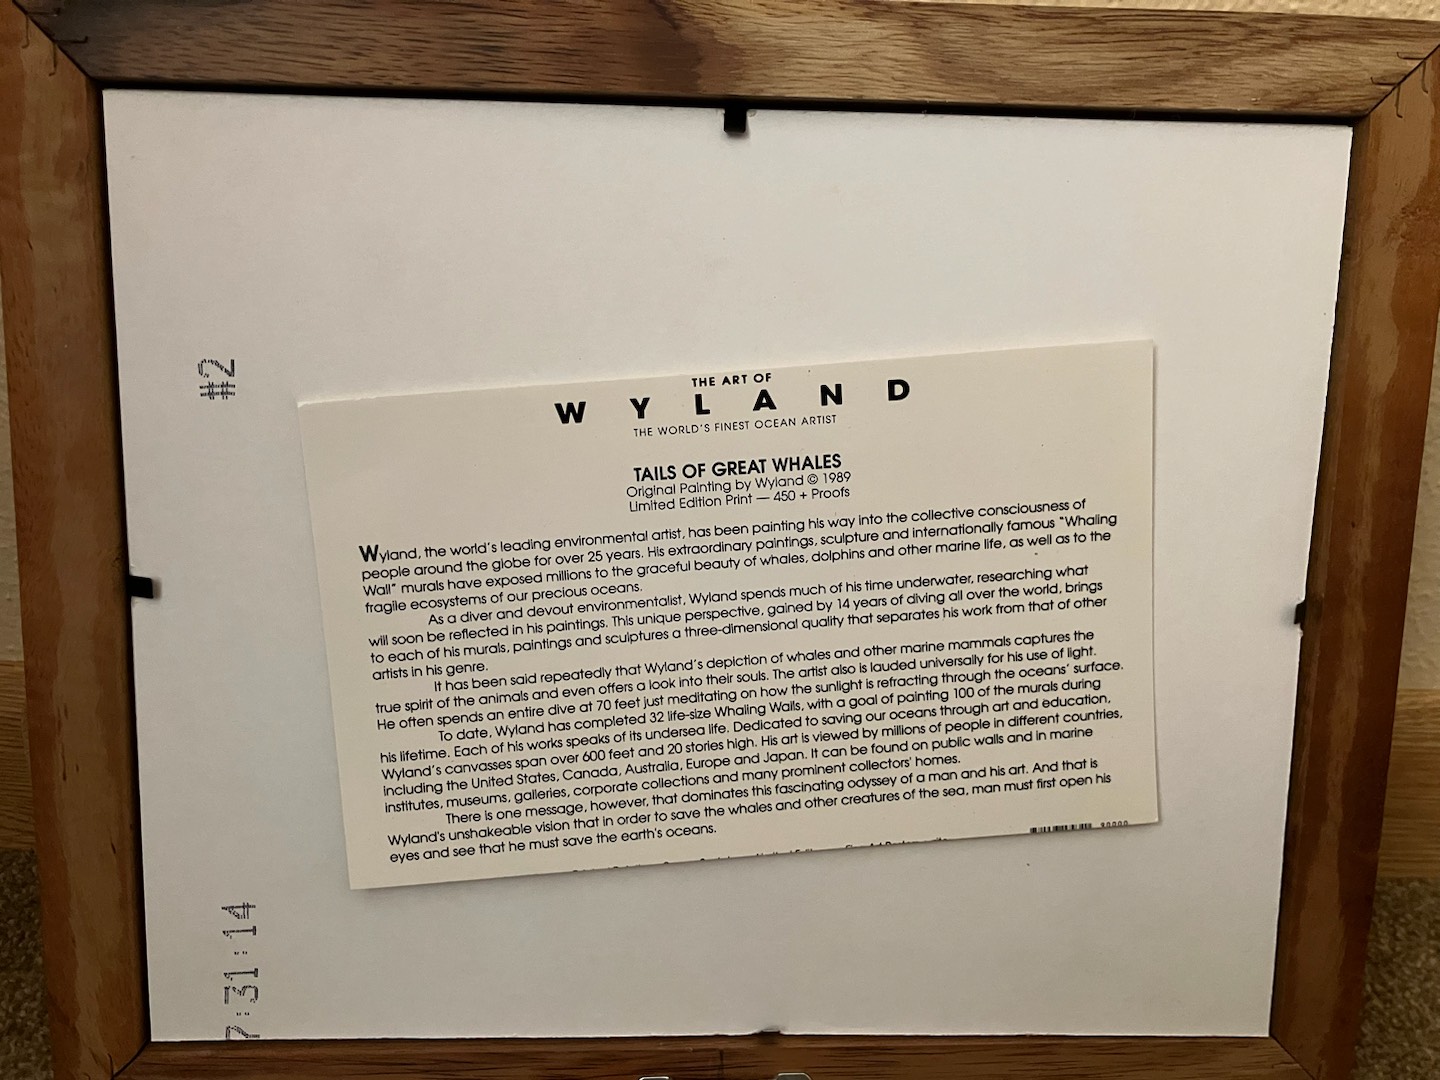 #2
7:31:14
THE ART OF
WYLAND
THE WORLD'S FINEST OCEAN ARTIST
TAILS OF GREAT WHALES
Original Painting by Wyland © 1989
Limited Edition Print — 450 + Proofs
Wyland, the world's leading environmental artist, has been painting his way into the collective consciousness of
people around the globe for over 25 years. His extraordinary paintings, sculpture and internationally famous "Whaling
Wall" murals have exposed millions to the graceful beauty of whales, dolphins and other marine life, as well as to the
fragile ecosystems of our precious oceans.
As a diver and devout environmentalist, Wyland spends much of his time underwater, researching what
will soon be reflected in his paintings. This unique perspective, gained by 14 years of diving all over the world, brings
to each of his murals, paintings and sculptures a three-dimensional quality that separates his work from that of other
artists in his genre.
It has been said repeatedly that Wyland's depiction of whales and other marine mammals captures the
true spirit of the animals and even offers a look into their souls. The artist also is lauded universally for his use of light.
He often spends an entire dive at 70 feet just meditating on how the sunlight is refracting through the oceans' surface.
To date, Wyland has completed 32 life-size Whaling Walls, with a goal of painting 100 of the murals during
his lifetime. Each of his works speaks of its undersea life. Dedicated to saving our oceans through art and education,
Wyland's canvasses span over 600 feet and 20 stories high. His art is viewed by millions of people in different countries,
including the United States, Canada, Australia, Europe and Japan. It can be found on public walls and in marine
institutes, museums, galleries, corporate collections and many prominent collectors' homes.
There is one message, however, that dominates this fascinating odyssey of a man and his art. And that is
Wyland's unshakeable vision that in order to save the whales and other creatures of the sea, man must first open his
eyes and see that he must save the earth's oceans.